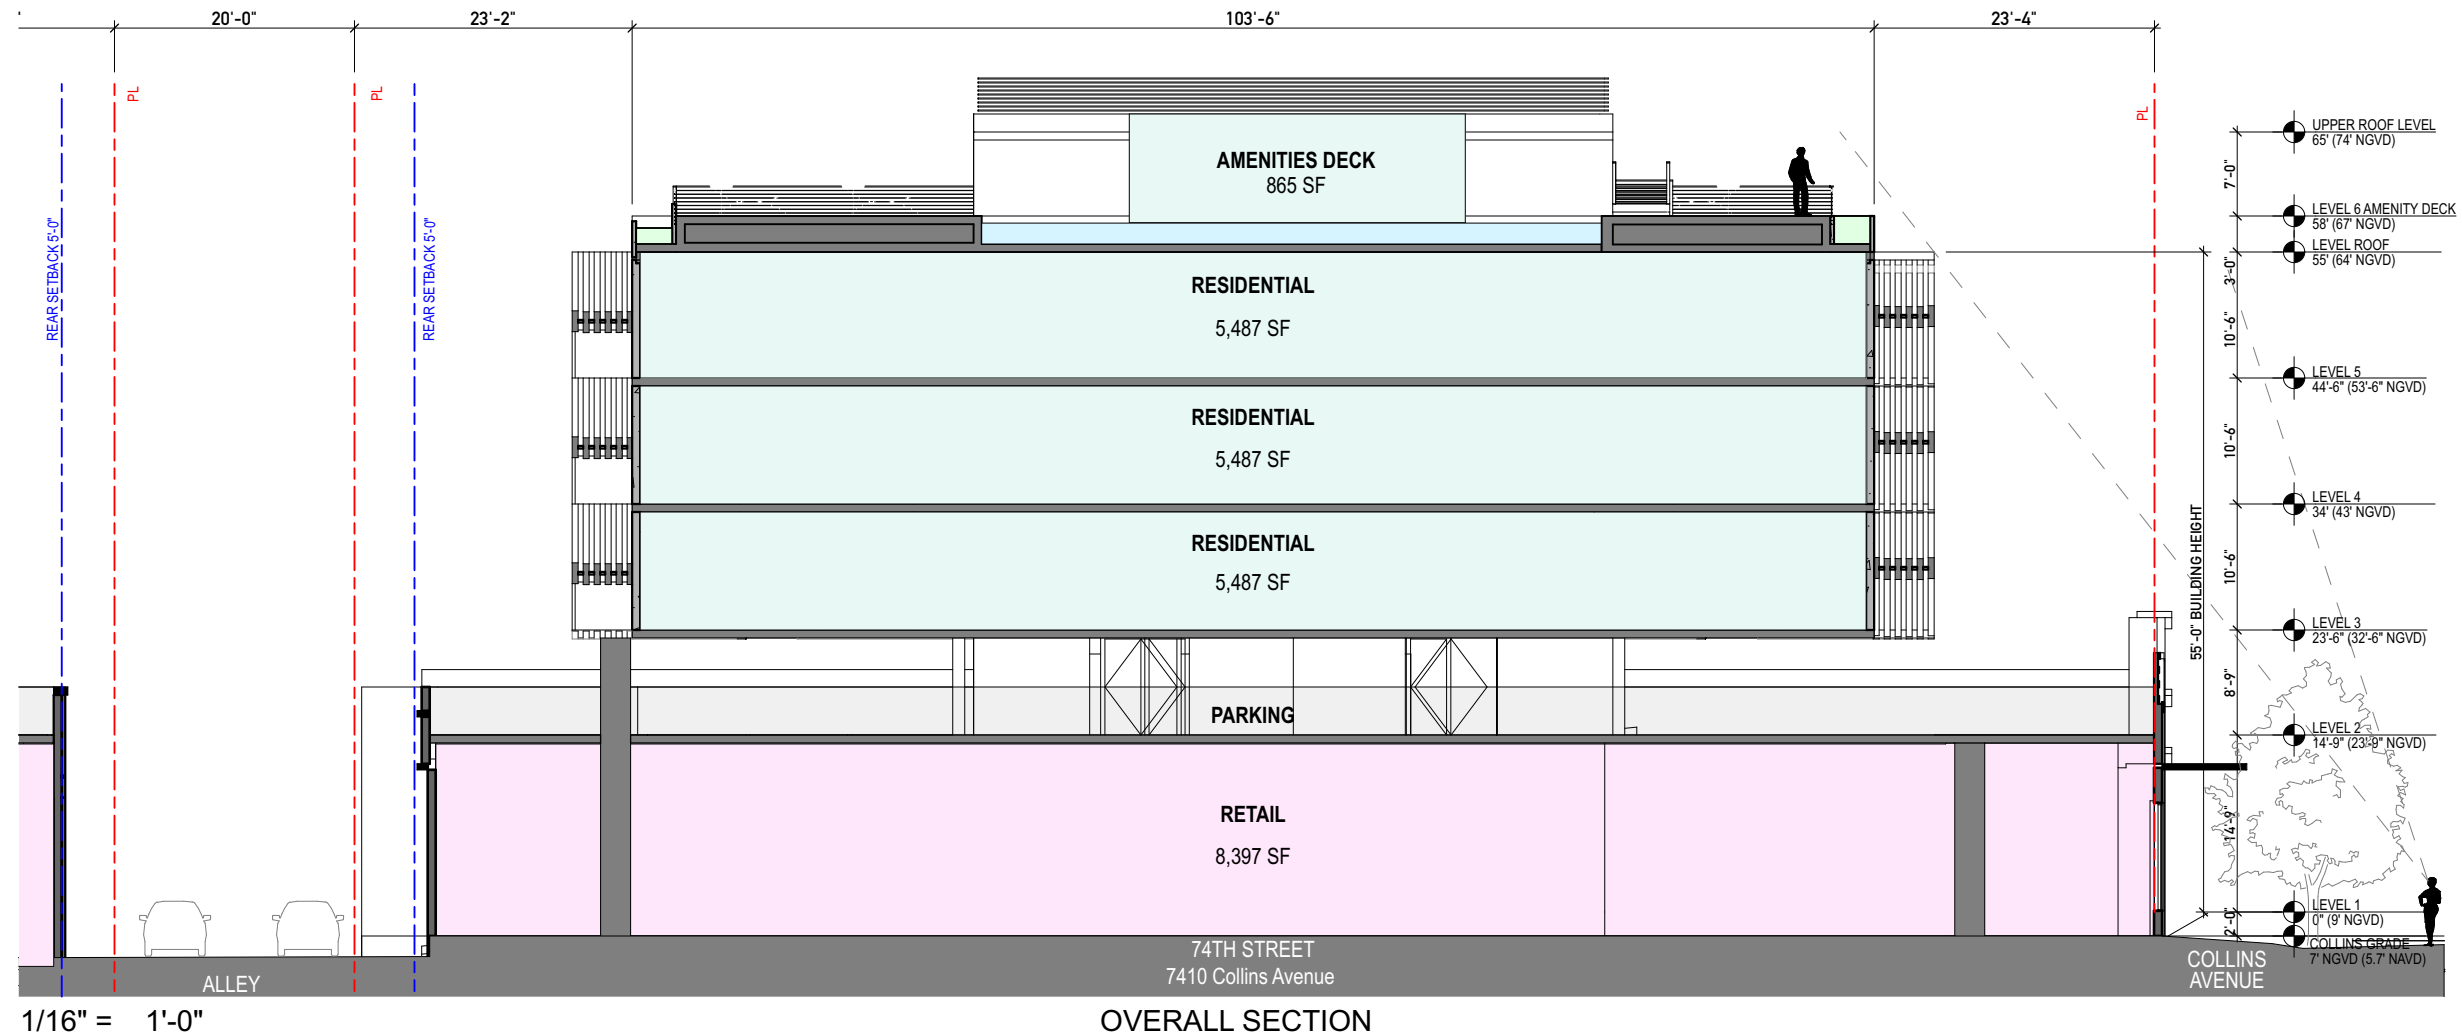 20'-0"
23'-2"
103'-6"
23'-4"
PL
PL
PL
REAR SETBACK 5'-0"
REAR SETBACK 5'-0"
AMENITIES DECK
865 SF
RESIDENTIAL
5,487 SF
RESIDENTIAL
5,487 SF
RESIDENTIAL
5,487 SF
PARKING
RETAIL
8,397 SF
UPPER ROOF LEVEL
65' (74' NGVD)
7'-0"
LEVEL 6 AMENITY DECK
58' (67' NGVD)
LEVEL ROOF
55' (64' NGVD)
3'-0"
10'-6"
LEVEL 5
44'-6" (53'-6" NGVD)
10'-6"
LEVEL 4
34' (43' NGVD)
10'-6"
55'-0" BUILDING HEIGHT
LEVEL 3
23'-6" (32'-6" NGVD)
8'-9"
LEVEL 2
14'-9" (23'-9" NGVD)
14'-9"
LEVEL 1
0" (9' NGVD)
2'-0"
COLLINS GRADE
7' NGVD (5.7' NAVD)
74TH STREET
7410 Collins Avenue
COLLINS
AVENUE
ALLEY
1/16" = 1'-0"
OVERALL SECTION